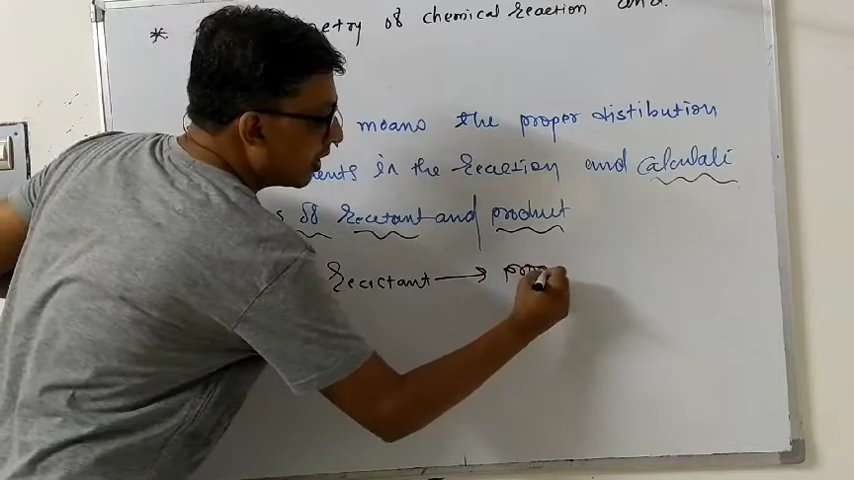 * etry of chemical Reaction and
means the proper distibution
ents in the Reaction and Calculati
s of Reactant and product
Reactant → pro